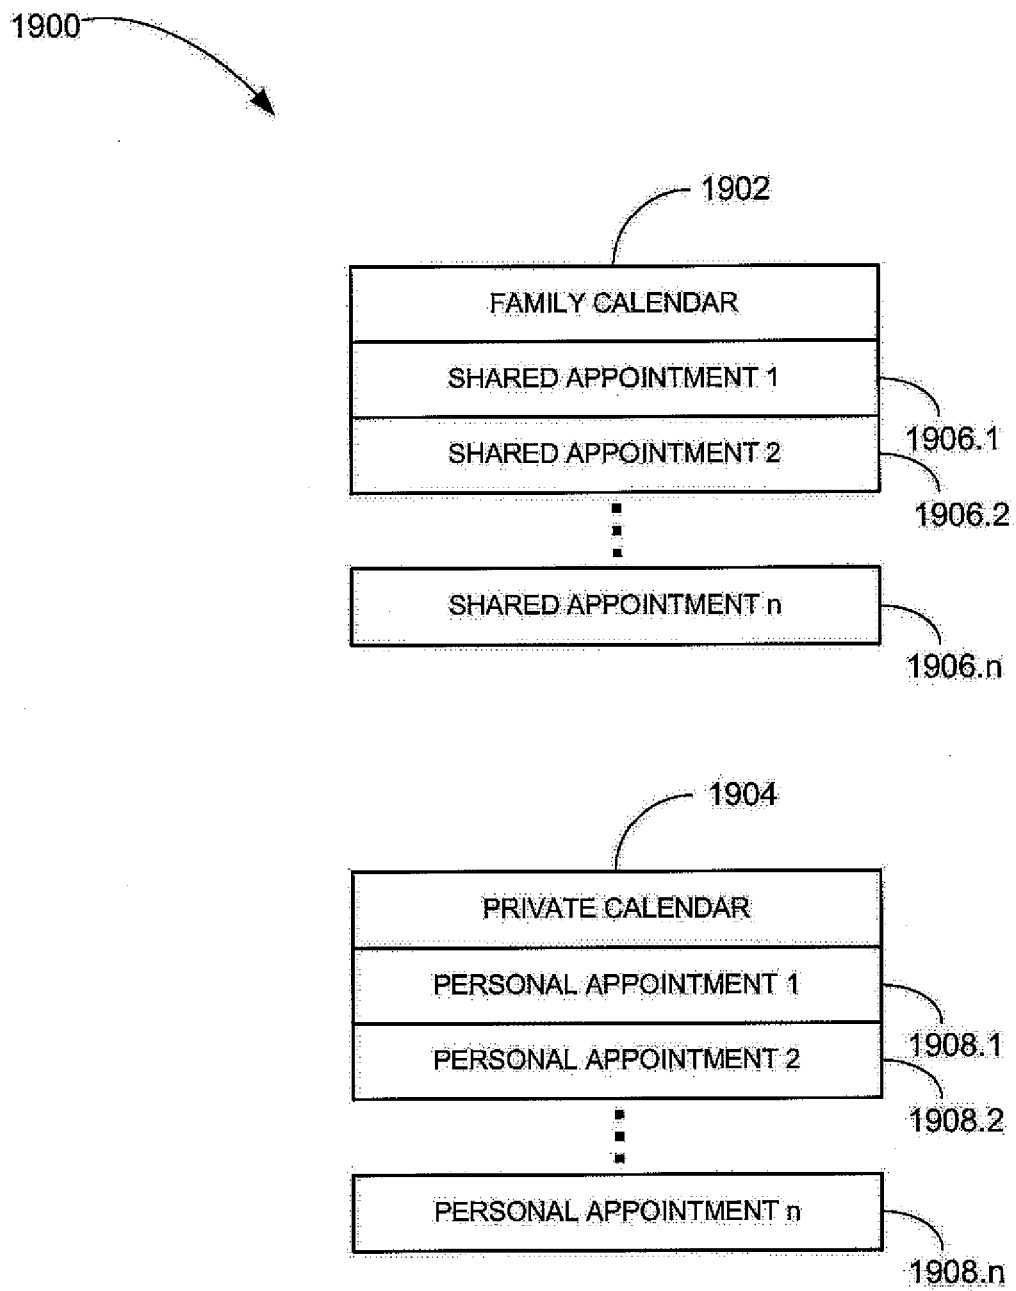 1900
1902
FAMILY CALENDAR
SHARED APPOINTMENT 1
1906.1
SHARED APPOINTMENT 2
1906.2
SHARED APPOINTMENT n
1906.n
1904
PRIVATE CALENDAR
PERSONAL APPOINTMENT 1
1908.1
PERSONAL APPOINTMENT 2
1908.2
PERSONAL APPOINTMENT n
1908.n